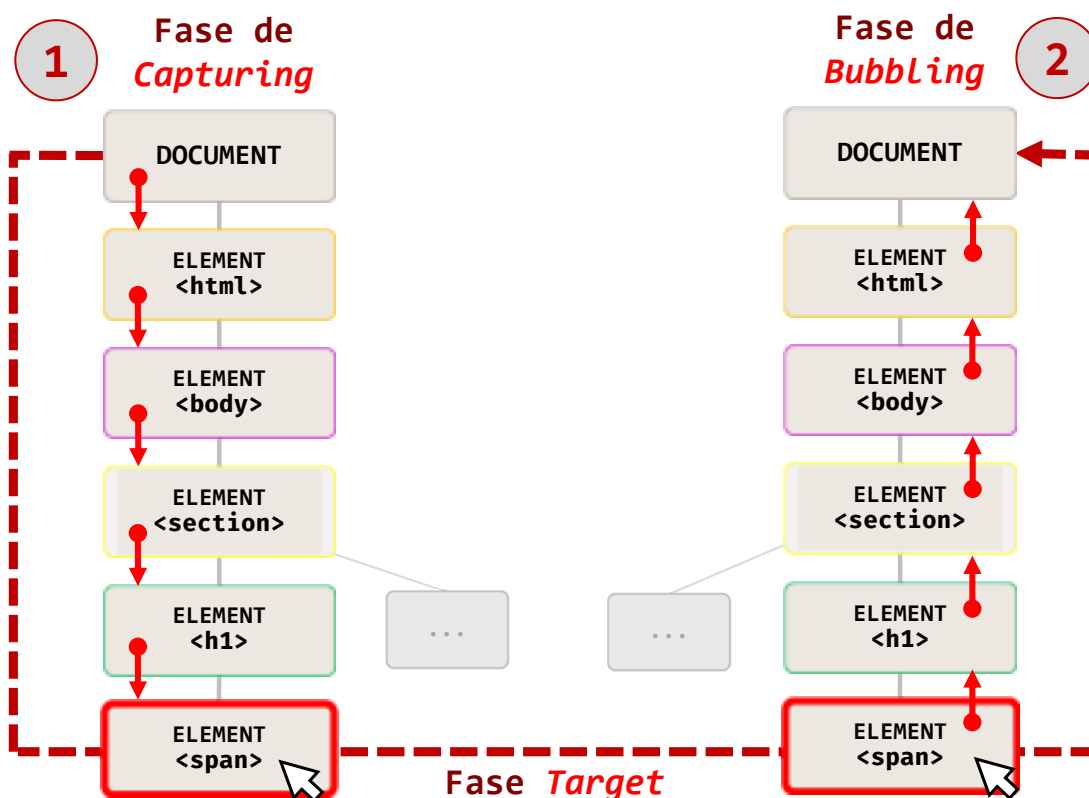 1
Fase de
Capturing
DOCUMENT
ELEMENT
<html>
ELEMENT
<body>
ELEMENT
<section>
...
ELEMENT
<h1>
ELEMENT
<span>
Fase Target
Fase de
Bubbling
2
DOCUMENT
ELEMENT
<html>
ELEMENT
<body>
ELEMENT
<section>
...
ELEMENT
<h1>
ELEMENT
<span>